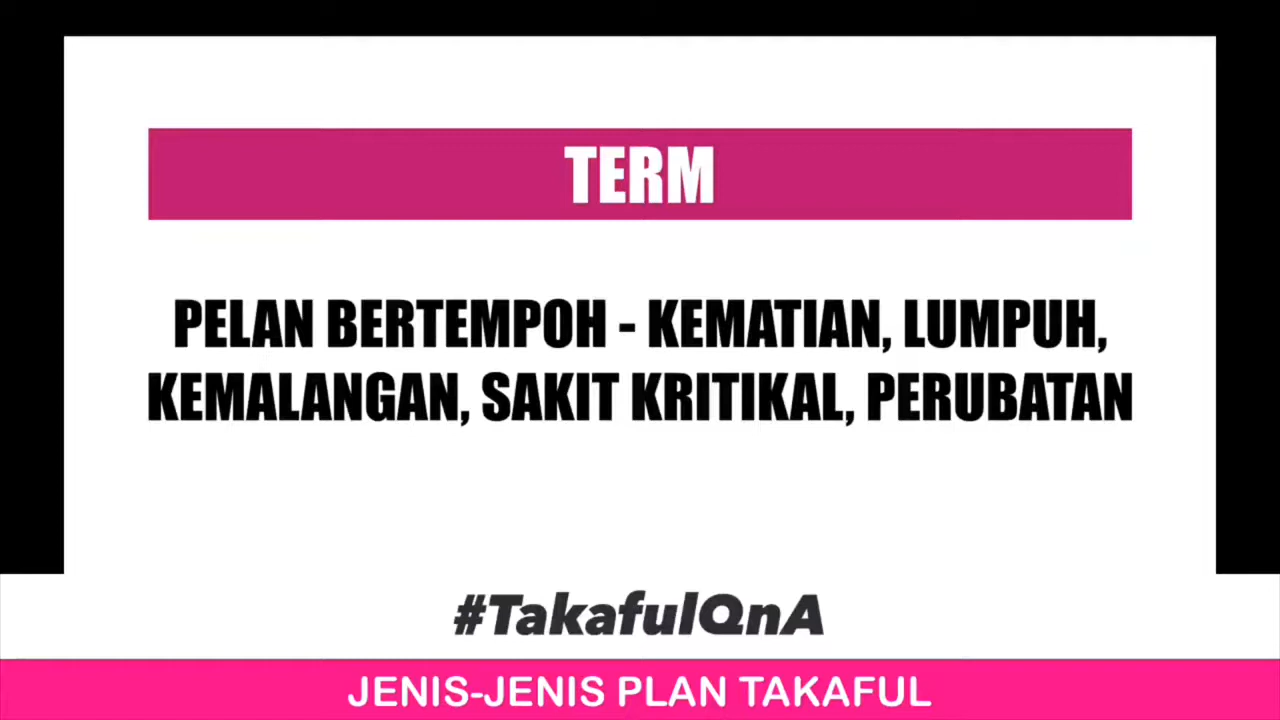 TERM
PELAN BERTEMPOH - KEMATIAN, LUMPUH,
KEMALANGAN, SAKIT KRITIKAL, PERUBATAN
#TakafulQnA
JENIS-JENIS PLAN TAKAFUL